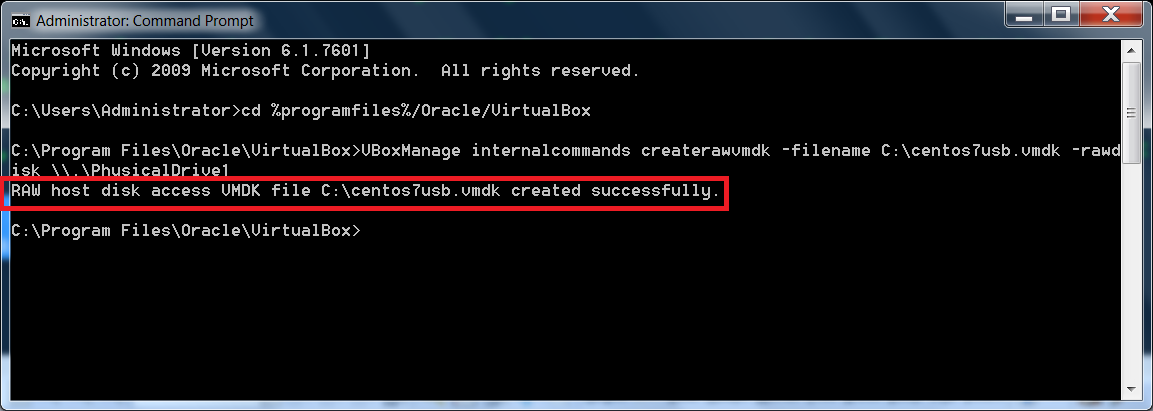 Administrator: Command Prompt
Microsoft Windows [Version 6.1.7601]
Copyright (c) 2009 Microsoft Corporation.  All rights reserved.
C:\Users\Administrator>cd %programfiles%/Oracle/VirtualBox
C:\Program Files\Oracle\VirtualBox>VBoxManage internalcommands createrawvmdk -filename C:\centos7usb.vmdk -rawd
isk \\.\PhysicalDrive1
RAW host disk access VMDK file C:\centos7usb.vmdk created successfully.
C:\Program Files\Oracle\VirtualBox>